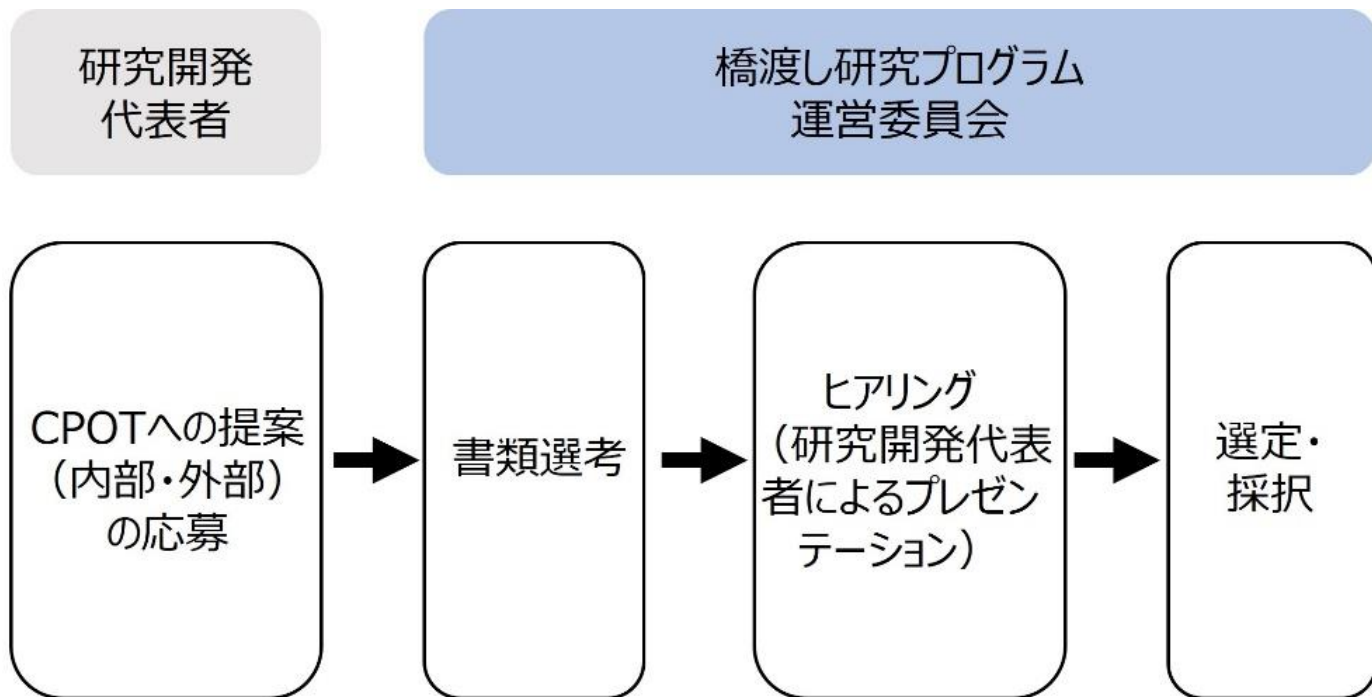 研究開発
代表者
橋渡し研究プログラム
運営委員会
CPOTへの提案
（内部・外部）
の応募
書類選考
ヒアリング
（研究開発代表
者によるプレゼン
テーション）
選定・
採択